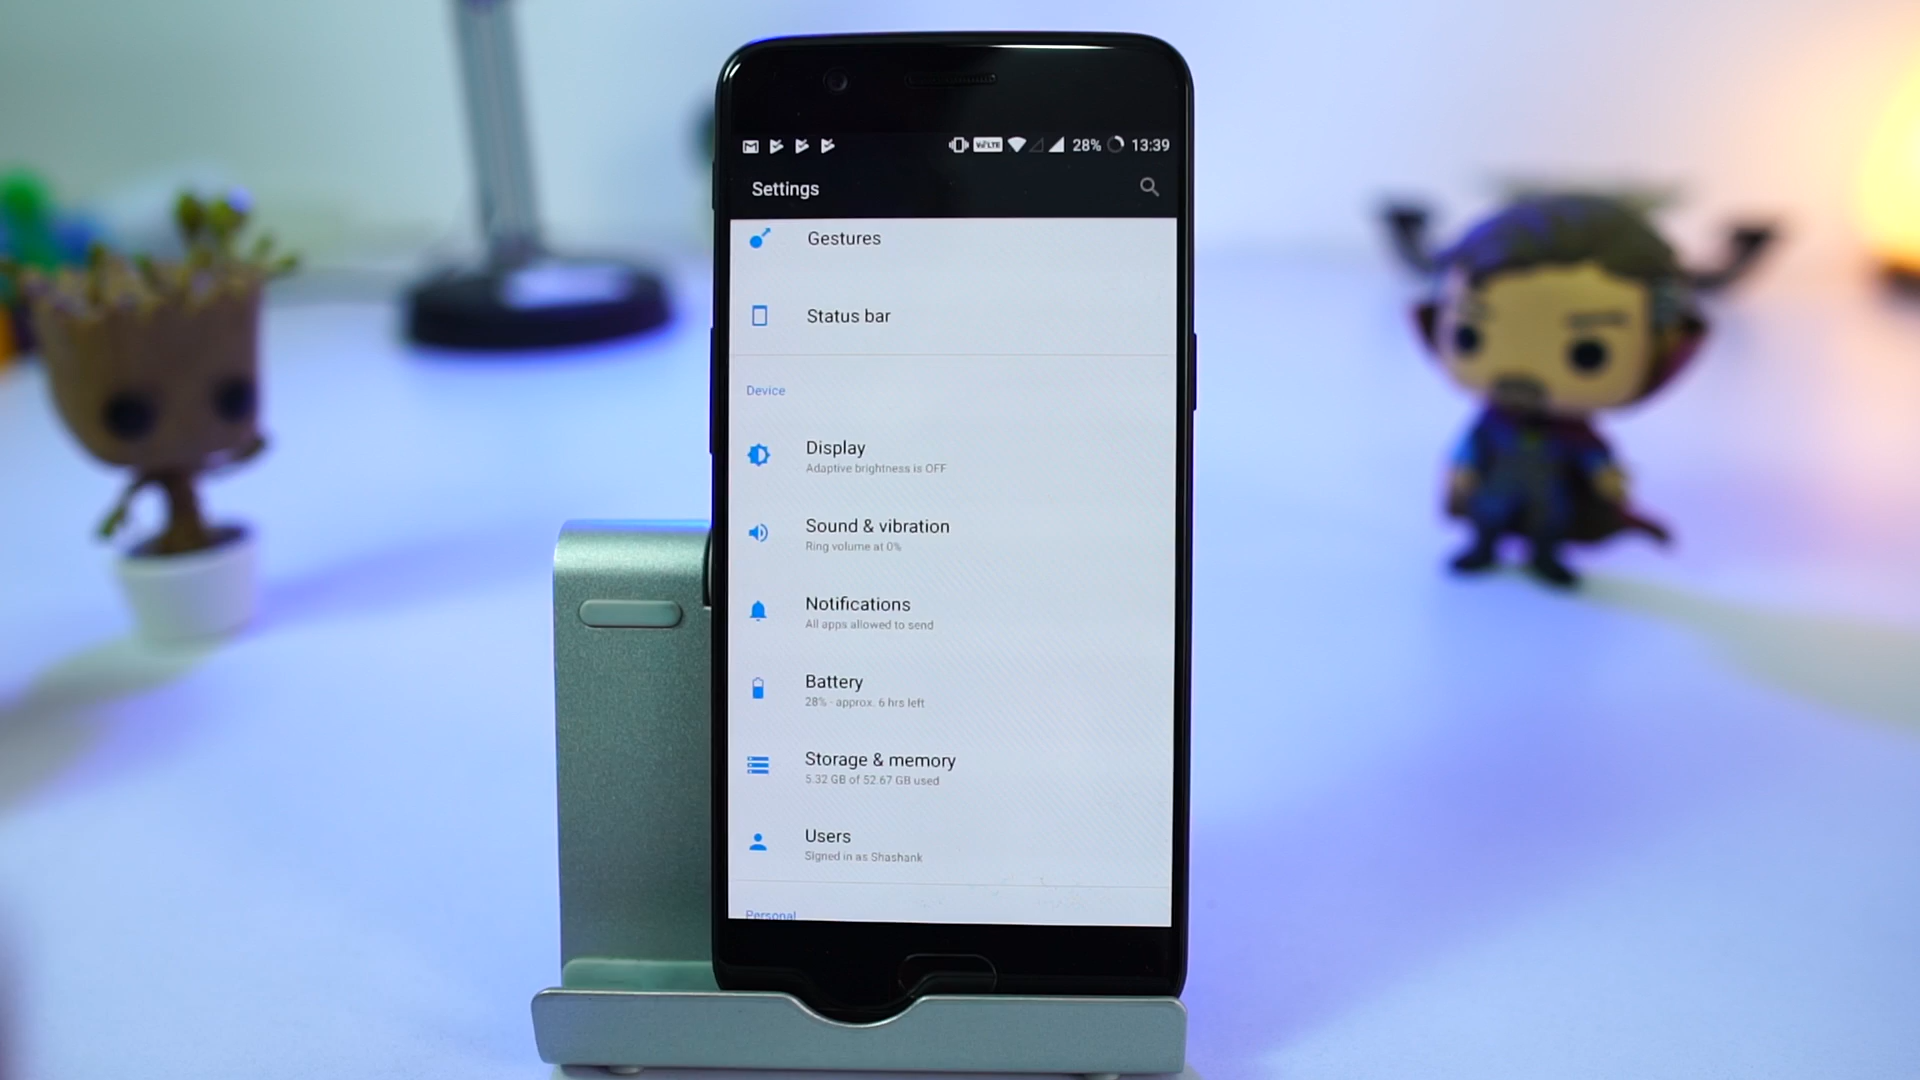 VoLTE 28% 13:39
Settings
Gestures
Status bar
Device
Display
Adaptive brightness is OFF
Sound & vibration
Ring volume at 0%
Notifications
All apps allowed to send
Battery
28% - approx. 6 hrs left
Storage & memory
5.32 GB of 52.67 GB used
Users
Signed in as Shashank
Personal